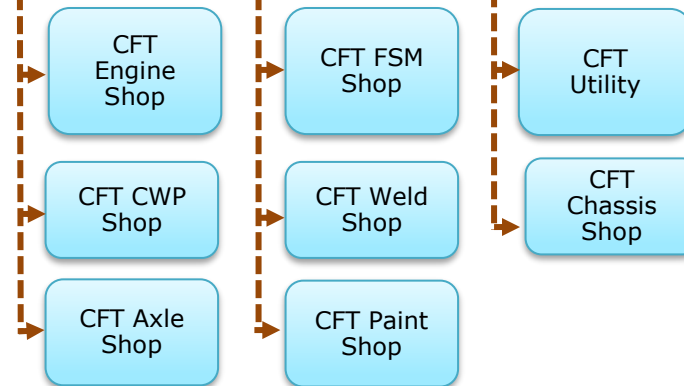 CFT
Engine
Shop
CFT CWP
Shop
CFT Axle
Shop
CFT FSM
Shop
CFT Weld
Shop
CFT Paint
Shop
CFT
Utility
CFT
Chassis
Shop